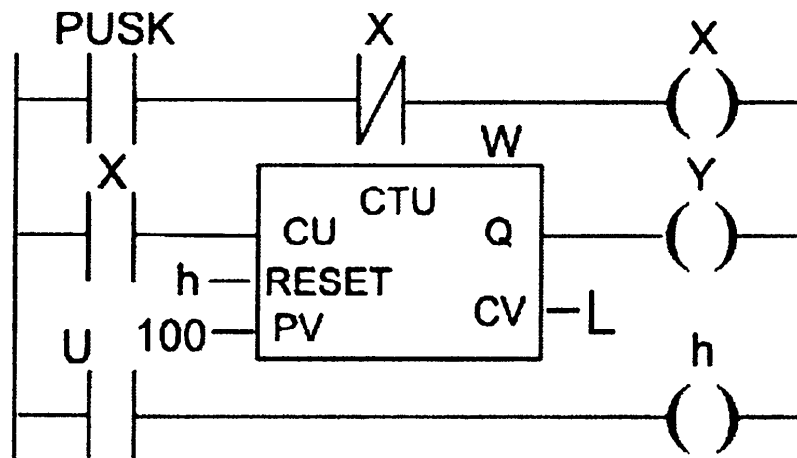 PUSK X X
W
X Y
CTU
CU Q
h RESET
CV L
100 PV
U h